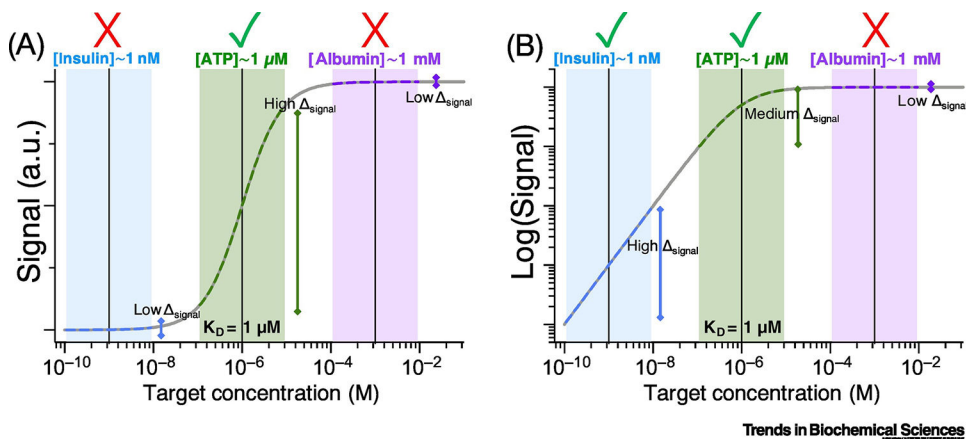 (A)
[Insulin]~1 nM
[ATP]~1 µM
[Albumin]~1 mM
High Δsignal
Low Δsignal
Low Δsignal
KD = 1 µM
Signal (a.u.)
10−10
10−8
10−6
10−4
10−2
Target concentration (M)
(B)
[Insulin]~1 nM
[ATP]~1 µM
[Albumin]~1 mM
Medium Δsignal
Low Δsignal
High Δsignal
KD = 1 µM
Log(Signal)
10−10
10−8
10−6
10−4
10−2
Target concentration (M)
Trends in Biochemical Sciences